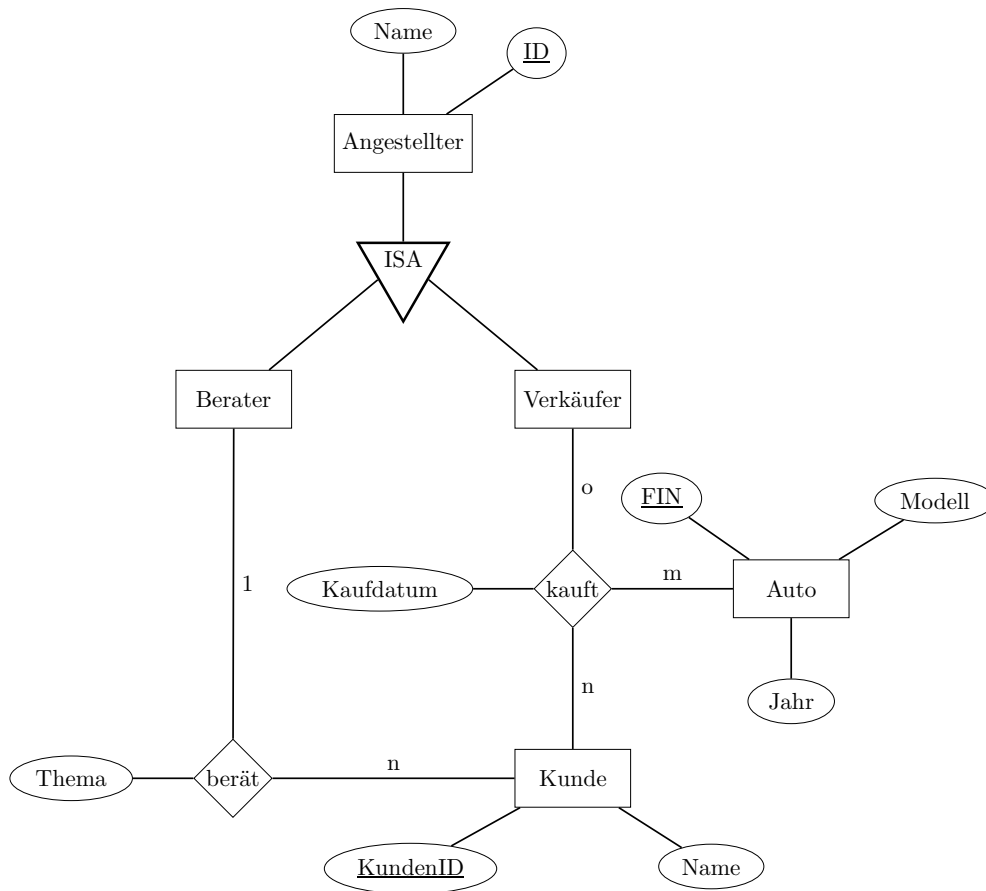 Name
ID
Angestellter
ISA
Berater
Verkäufer
o
FIN
Modell
1
Kaufdatum
kauft
m
Auto
n
Jahr
Thema
berät
n
Kunde
KundenID
Name